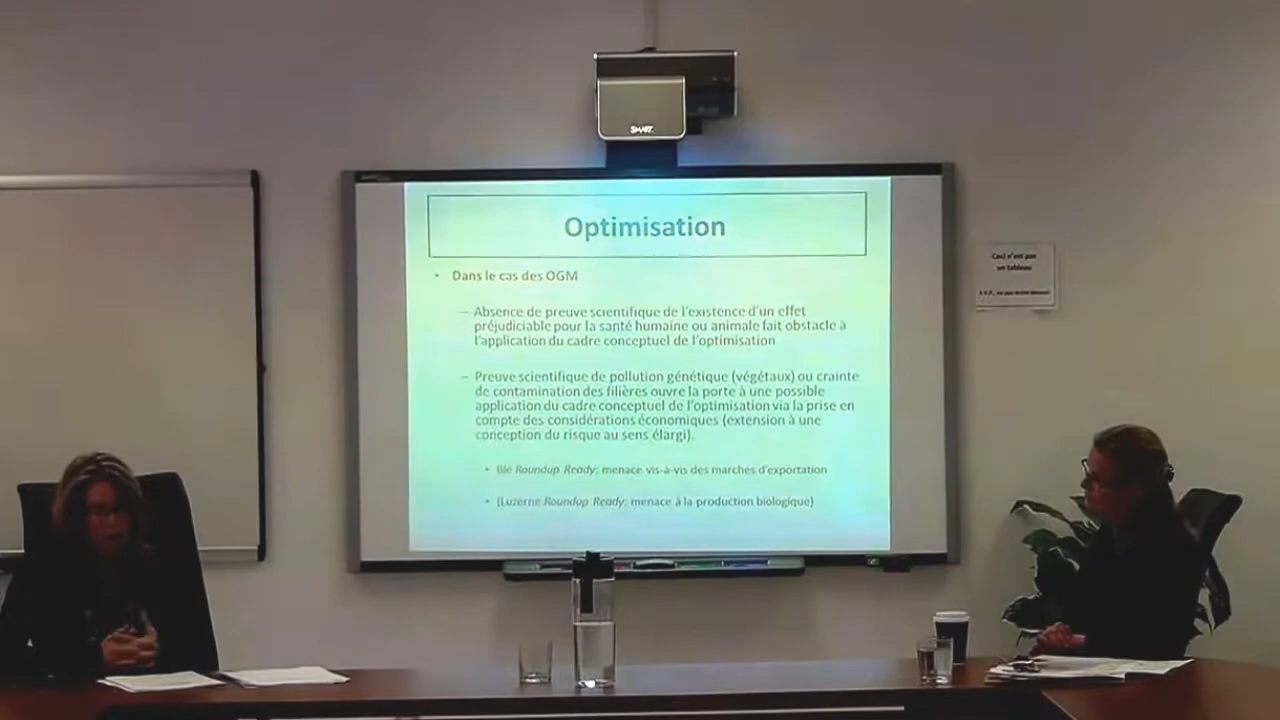 SMART
Optimisation
• Dans le cas des OGM
– Absence de preuve scientifique de l'existence d'un effet
préjudiciable pour la santé humaine ou animale fait obstacle à
l'application du cadre conceptuel de l'optimisation
– Preuve scientifique de pollution génétique (végétaux) ou crainte
de contamination des filières ouvre la porte à une possible
application du cadre conceptuel de l'optimisation via la prise en
compte des considérations économiques (extension à une
conception du risque au sens élargi).
• Blé Roundup Ready: menace vis-à-vis des marchés d'exportation
• (Luzerne Roundup Ready: menace à la production biologique)
Ceci n'est pas
un tableau